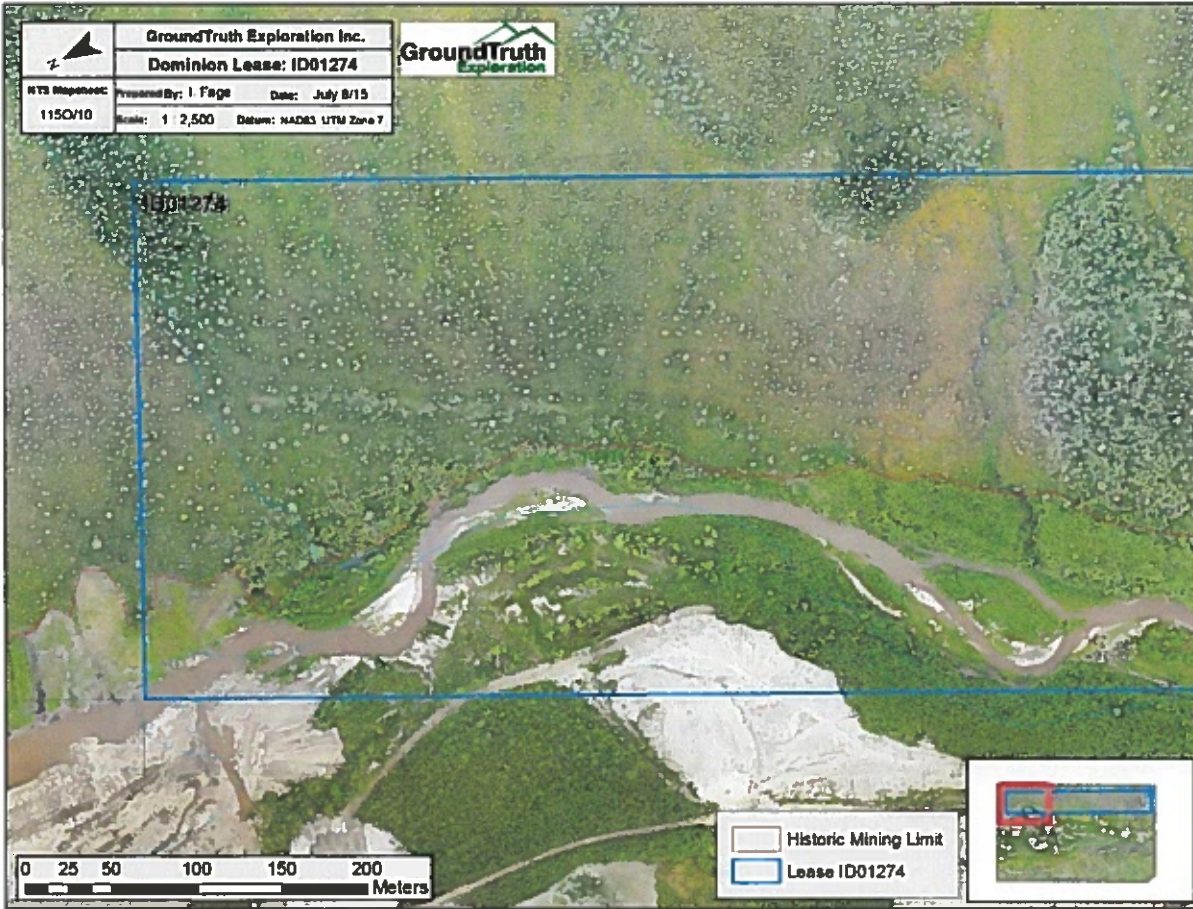 GroundTruth Exploration Inc.
Dominion Lease: ID01274
N
NTS Mapsheet:
115O/10
Prepared By: I. Fage Date: July 8/15
Scale: 1 2,500 Datum: NAD83 UTM Zone 7
GroundTruth
Exploration
ID01274
0 25 50 100 150 200
Meters
Historic Mining Limit
Lease ID01274